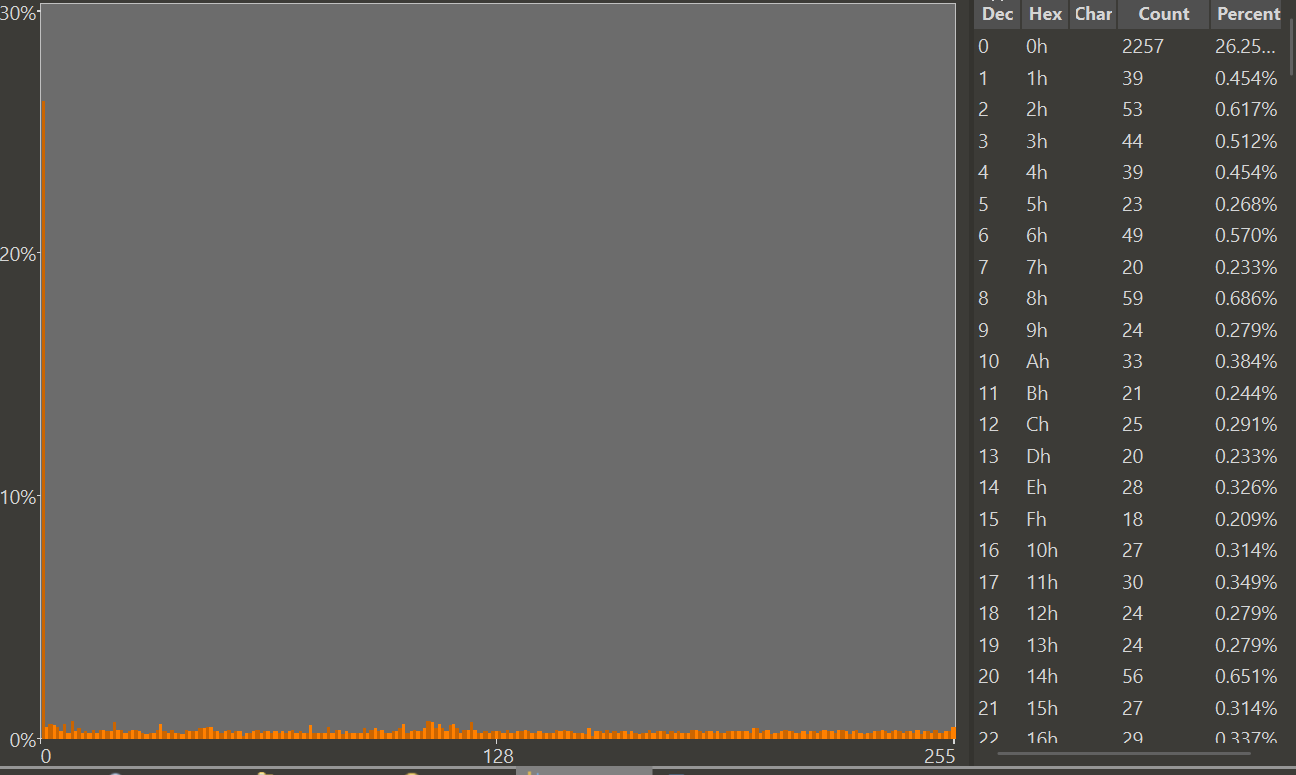 30%
20%
10%
0%
0 128 255
Dec Hex Char Count Percent
0 0h 2257 26.25...
1 1h 39 0.454%
2 2h 53 0.617%
3 3h 44 0.512%
4 4h 39 0.454%
5 5h 23 0.268%
6 6h 49 0.570%
7 7h 20 0.233%
8 8h 59 0.686%
9 9h 24 0.279%
10 Ah 33 0.384%
11 Bh 21 0.244%
12 Ch 25 0.291%
13 Dh 20 0.233%
14 Eh 28 0.326%
15 Fh 18 0.209%
16 10h 27 0.314%
17 11h 30 0.349%
18 12h 24 0.279%
19 13h 24 0.279%
20 14h 56 0.651%
21 15h 27 0.314%
22 16h 29 0.337%